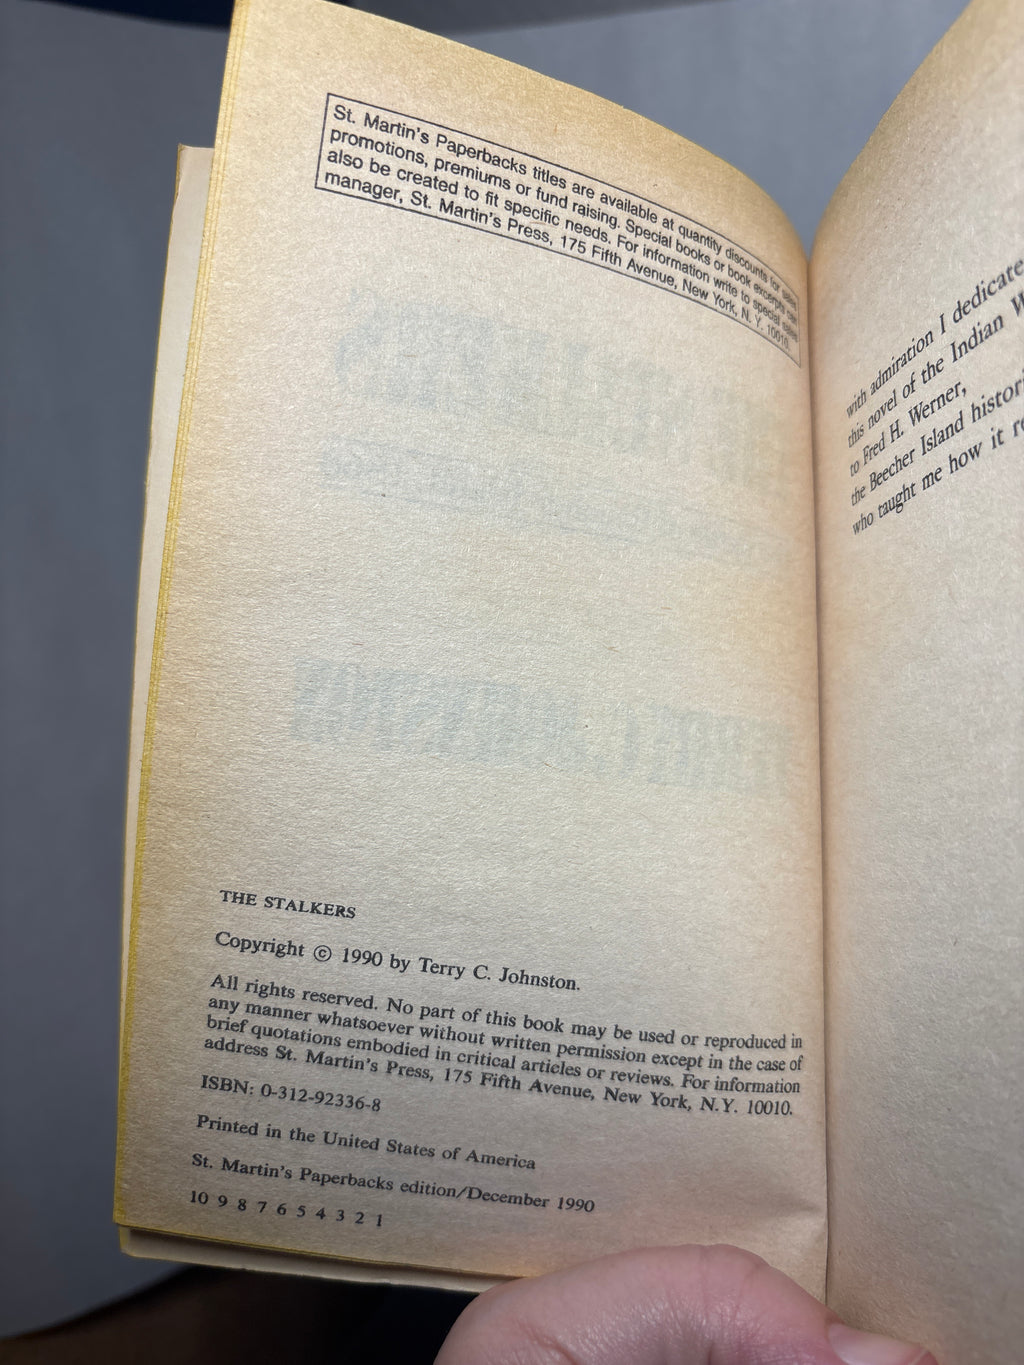 St. Martin's Paperbacks titles are available at quantity discounts for sales
promotions, premiums or fund raising. Special books or book excerpts can
also be created to fit specific needs. For information write to special sales
manager, St. Martin's Press, 175 Fifth Avenue, New York, N. Y. 10010.
THE STALKERS
Copyright © 1990 by Terry C. Johnston.
All rights reserved. No part of this book may be used or reproduced in
any manner whatsoever without written permission except in the case of
brief quotations embodied in critical articles or reviews. For information
address St. Martin's Press, 175 Fifth Avenue, New York, N.Y. 10010.
ISBN: 0-312-92336-8
Printed in the United States of America
St. Martin's Paperbacks edition/December 1990
10 9 8 7 6 5 4 3 2 1
with admiration I dedicate
this novel of the Indian
to Fred H. Werner,
the Beecher Island
who taught me how it